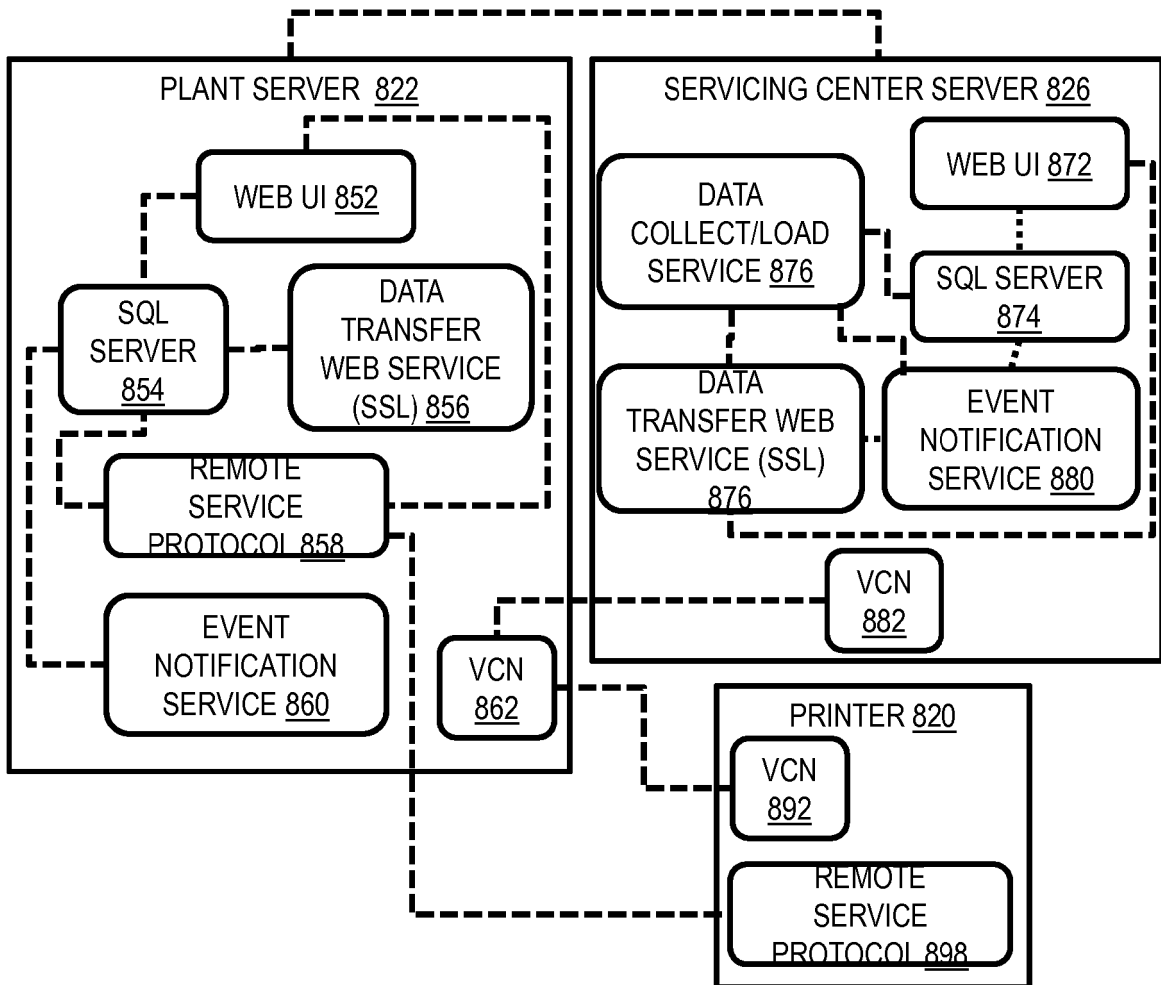 PLANT SERVER 822
WEB UI 852
SQL
SERVER
854
DATA
TRANSFER
WEB SERVICE
(SSL) 856
REMOTE
SERVICE
PROTOCOL 858
EVENT
NOTIFICATION
SERVICE 860
VCN
862
SERVICING CENTER SERVER 826
DATA
COLLECT/LOAD
SERVICE 876
WEB UI 872
SQL SERVER
874
DATA
TRANSFER WEB
SERVICE (SSL)
876
EVENT
NOTIFICATION
SERVICE 880
VCN
882
PRINTER 820
VCN
892
REMOTE
SERVICE
PROTOCOL 898